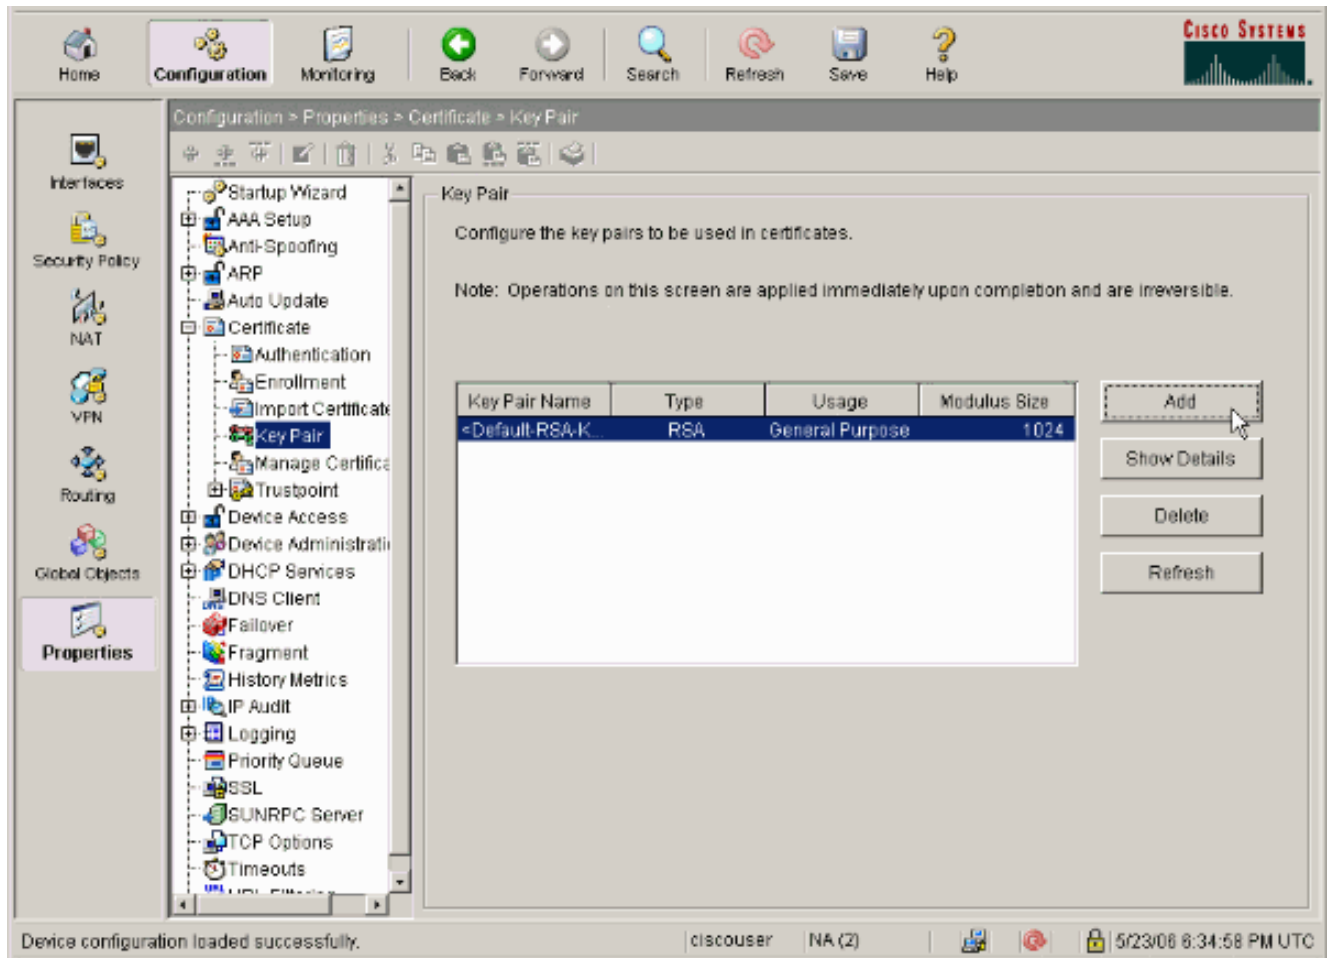 CISCO SYSTEMS
Home
Configuration
Monitoring
Back
Forward
Search
Refresh
Save
Help
Configuration > Properties > Certificate > Key Pair
Interfaces
Security Policy
NAT
VPN
Routing
Global Objects
Properties
Startup Wizard
AAA Setup
Anti-Spoofing
ARP
Auto Update
Certificate
Authentication
Enrollment
Import Certificate
Key Pair
Manage Certifica
Trustpoint
Device Access
Device Administrati
DHCP Services
DNS Client
Failover
Fragment
History Metrics
IP Audit
Logging
Priority Queue
SSL
SUNRPC Server
TCP Options
Timeouts
Key Pair
Configure the key pairs to be used in certificates.
Note: Operations on this screen are applied immediately upon completion and are irreversible.
Key Pair Name Type Usage Modulus Size
<Default-RSA-K... RSA General Purpose 1024
Add
Show Details
Delete
Refresh
Device configuration loaded successfully. ciscouser NA (2) 5/23/06 6:34:58 PM UTC